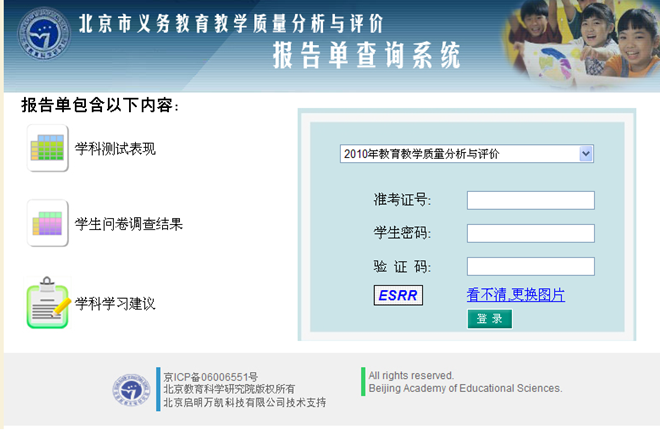 北京市义务教育教学质量分析与评价
报告单查询系统
报告单包含以下内容:
学科测试表现
学生问卷调查结果
学科学习建议
2010年教育教学质量分析与评价
准考证号:
学生密码:
验 证 码:
ESRR
看不清,更换图片
登 录
京ICP备06006551号
北京教育科学研究院版权所有
北京启明万凯科技有限公司技术支持
All rights reserved.
Beijing Academy of Educational Sciences.